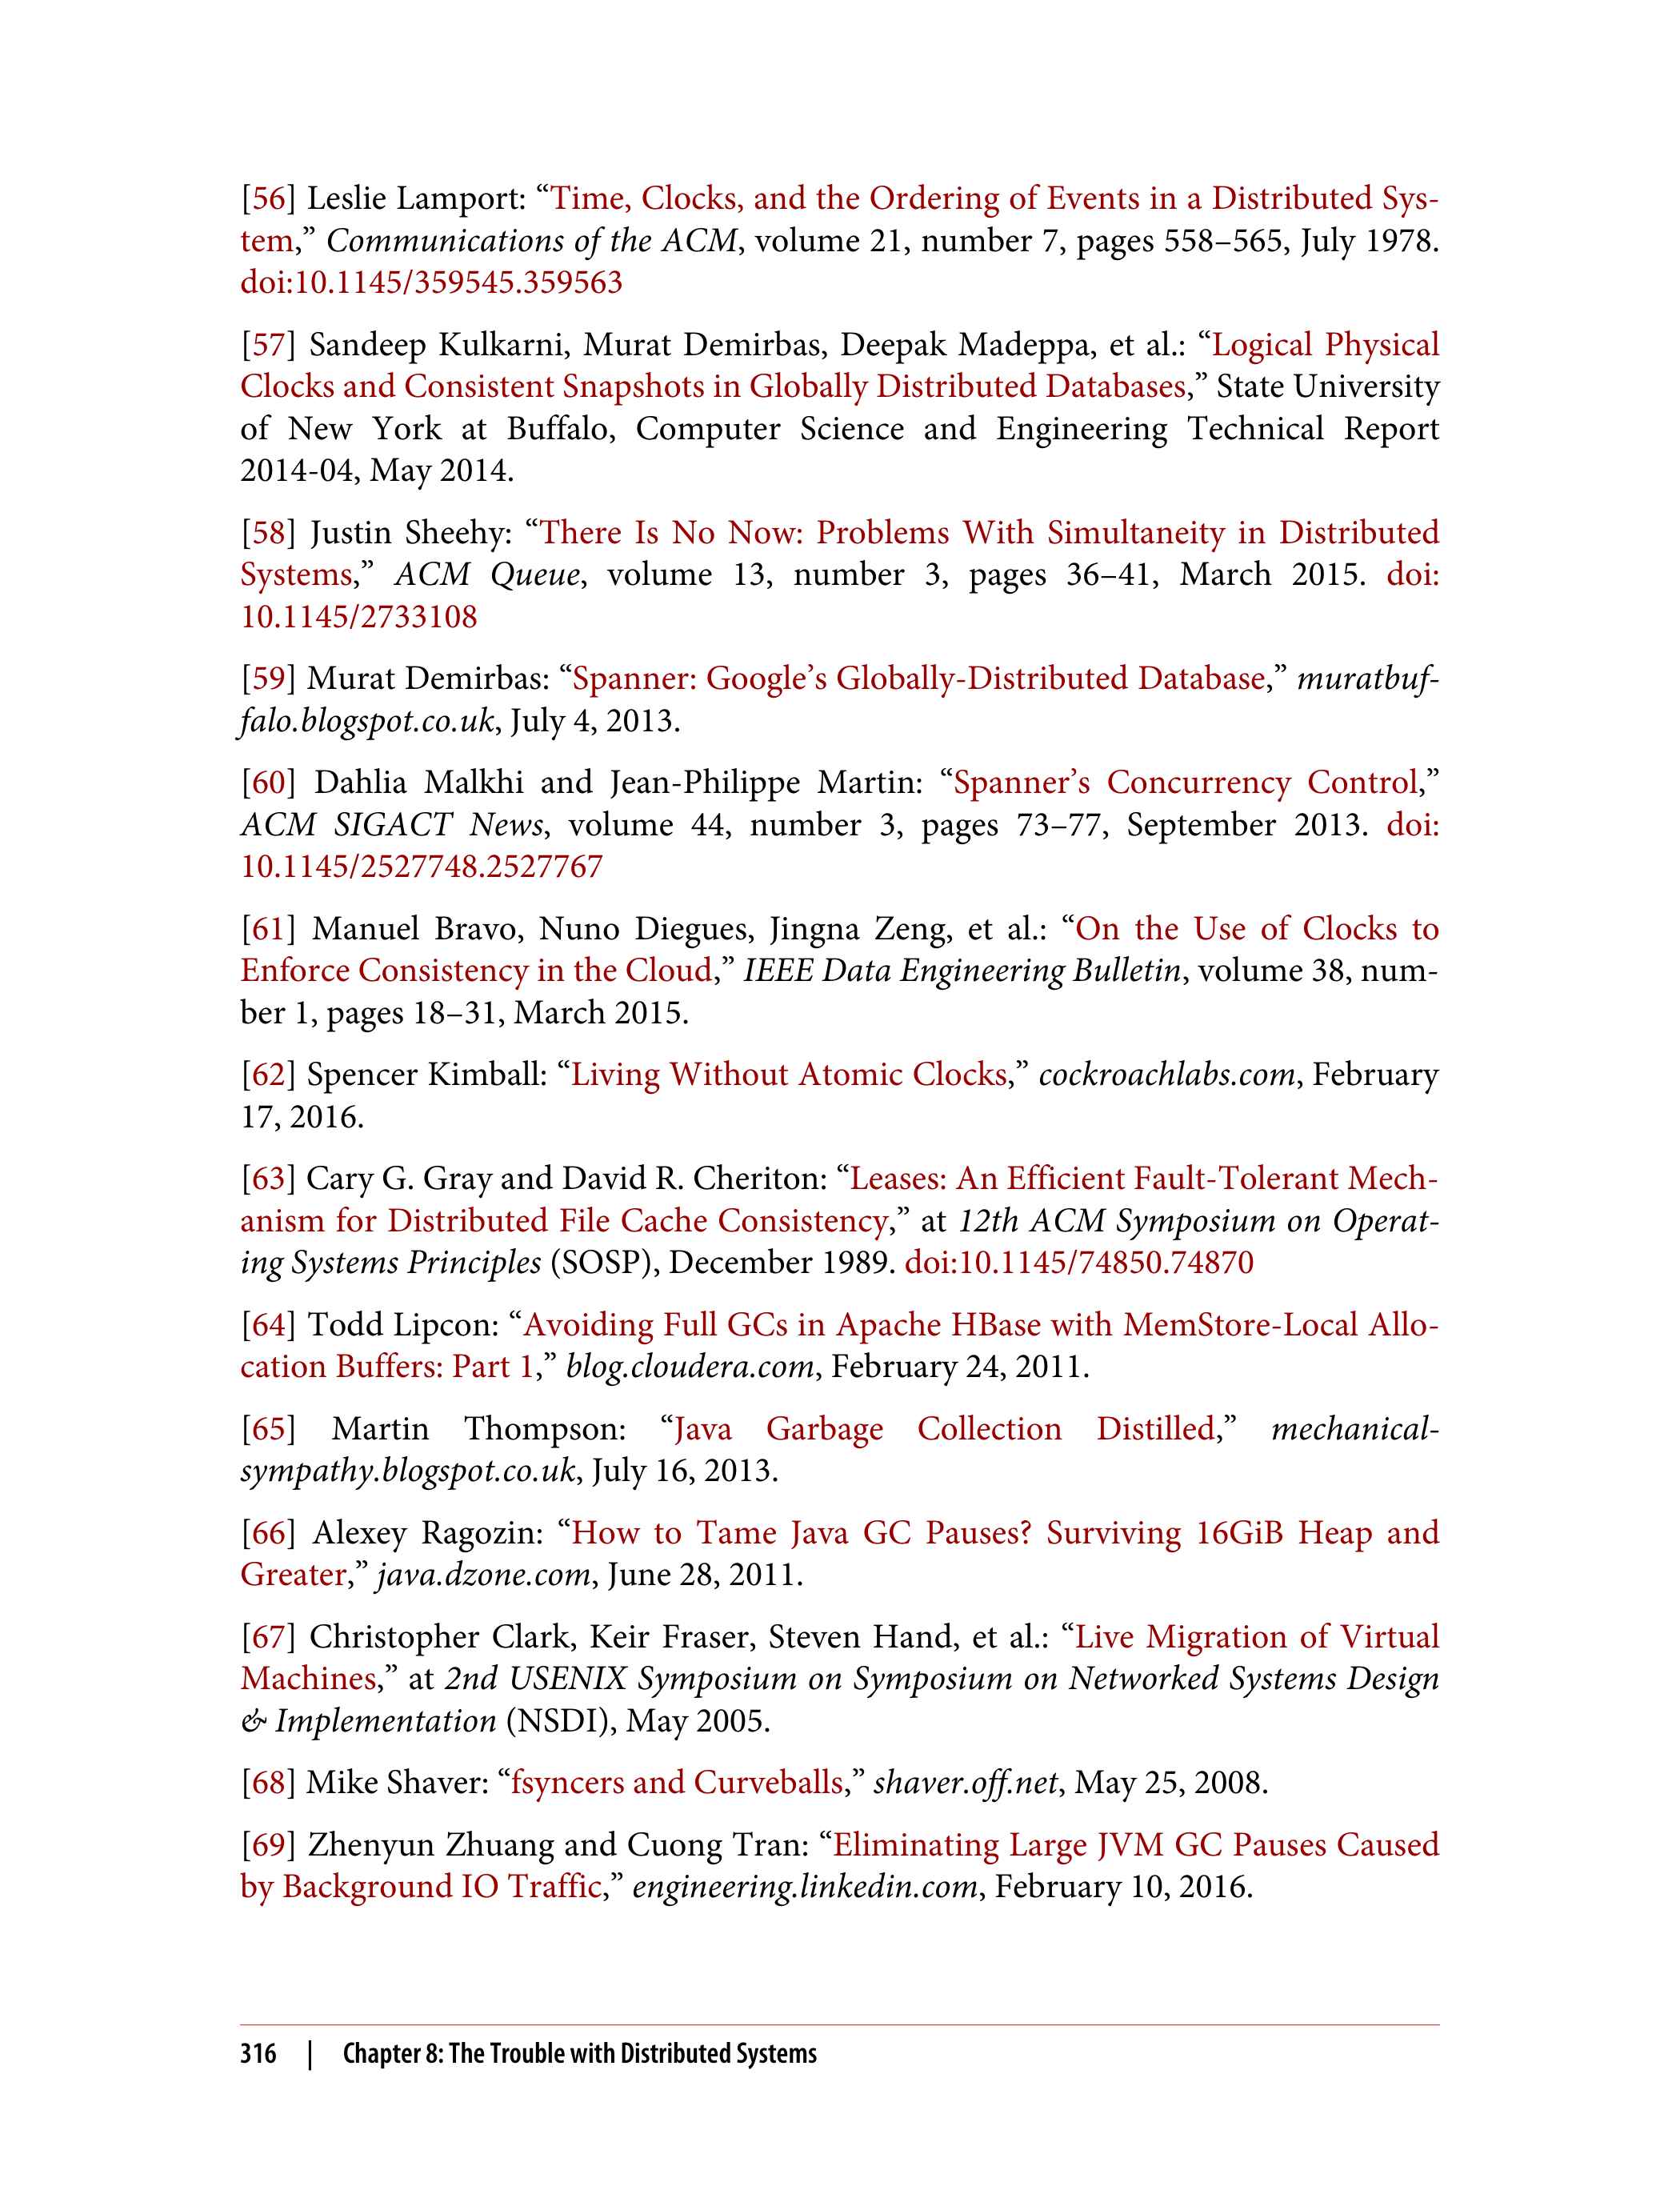 [56] Leslie Lamport: “Time, Clocks, and the Ordering of Events in a Distributed Sys-
tem,” Communications of the ACM, volume 21, number 7, pages 558–565, July 1978.
doi:10.1145/359545.359563
[57] Sandeep Kulkarni, Murat Demirbas, Deepak Madeppa, et al.: “Logical Physical
Clocks and Consistent Snapshots in Globally Distributed Databases,” State University
of New York at Buffalo, Computer Science and Engineering Technical Report
2014-04, May 2014.
[58] Justin Sheehy: “There Is No Now: Problems With Simultaneity in Distributed
Systems,” ACM Queue, volume 13, number 3, pages 36–41, March 2015. doi:
10.1145/2733108
[59] Murat Demirbas: “Spanner: Google’s Globally-Distributed Database,” muratbuf-
falo.blogspot.co.uk, July 4, 2013.
[60] Dahlia Malkhi and Jean-Philippe Martin: “Spanner’s Concurrency Control,”
ACM SIGACT News, volume 44, number 3, pages 73–77, September 2013. doi:
10.1145/2527748.2527767
[61] Manuel Bravo, Nuno Diegues, Jingna Zeng, et al.: “On the Use of Clocks to
Enforce Consistency in the Cloud,” IEEE Data Engineering Bulletin, volume 38, num-
ber 1, pages 18–31, March 2015.
[62] Spencer Kimball: “Living Without Atomic Clocks,” cockroachlabs.com, February
17, 2016.
[63] Cary G. Gray and David R. Cheriton: “Leases: An Efficient Fault-Tolerant Mech-
anism for Distributed File Cache Consistency,” at 12th ACM Symposium on Operat-
ing Systems Principles (SOSP), December 1989. doi:10.1145/74850.74870
[64] Todd Lipcon: “Avoiding Full GCs in Apache HBase with MemStore-Local Allo-
cation Buffers: Part 1,” blog.cloudera.com, February 24, 2011.
[65] Martin Thompson: “Java Garbage Collection Distilled,” mechanical-
sympathy.blogspot.co.uk, July 16, 2013.
[66] Alexey Ragozin: “How to Tame Java GC Pauses? Surviving 16GiB Heap and
Greater,” java.dzone.com, June 28, 2011.
[67] Christopher Clark, Keir Fraser, Steven Hand, et al.: “Live Migration of Virtual
Machines,” at 2nd USENIX Symposium on Symposium on Networked Systems Design
& Implementation (NSDI), May 2005.
[68] Mike Shaver: “fsyncers and Curveballs,” shaver.off.net, May 25, 2008.
[69] Zhenyun Zhuang and Cuong Tran: “Eliminating Large JVM GC Pauses Caused
by Background IO Traffic,” engineering.linkedin.com, February 10, 2016.
316 | Chapter 8: The Trouble with Distributed Systems